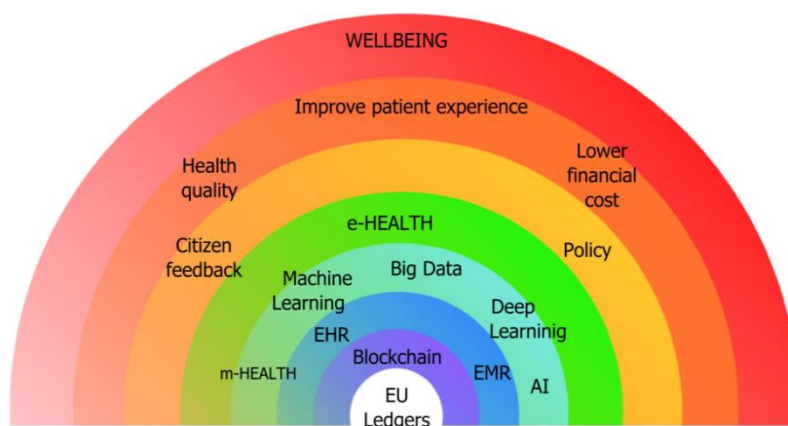 WELLBEING
Improve patient experience
Health
quality
Lower
financial
cost
e-HEALTH
Citizen
feedback
Policy
Machine
Learning
Big Data
Deep
Learninig
EHR
Blockchain
m-HEALTH
EMR
AI
EU
Ledgers